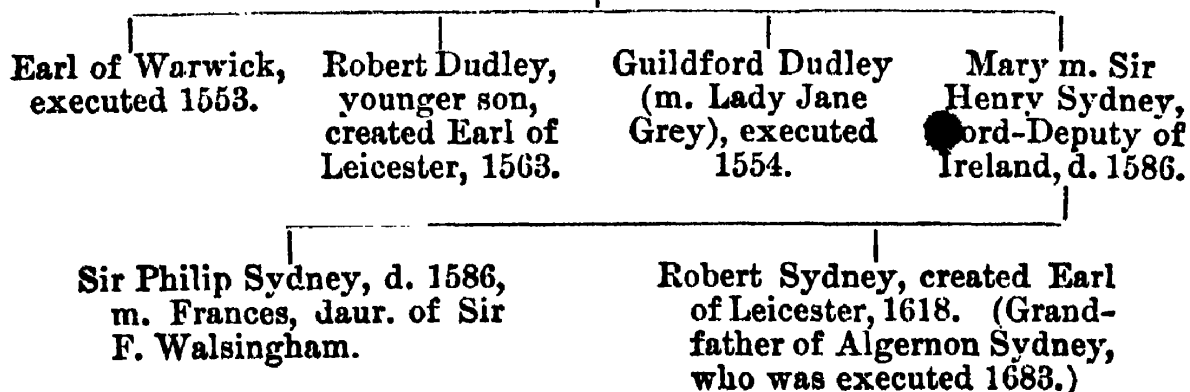 Earl of Warwick,
executed 1553.
Robert Dudley,
younger son,
created Earl of
Leicester, 1563.
Guildford Dudley
(m. Lady Jane
Grey), executed
1554.
Mary m. Sir
Henry Sydney,
ord-Deputy of
Ireland, d. 1586.
Sir Philip Sydney, d. 1586,
m. Frances, daur. of Sir
F. Walsingham.
Robert Sydney, created Earl
of Leicester, 1618. (Grand-
father of Algernon Sydney,
who was executed 1683.)